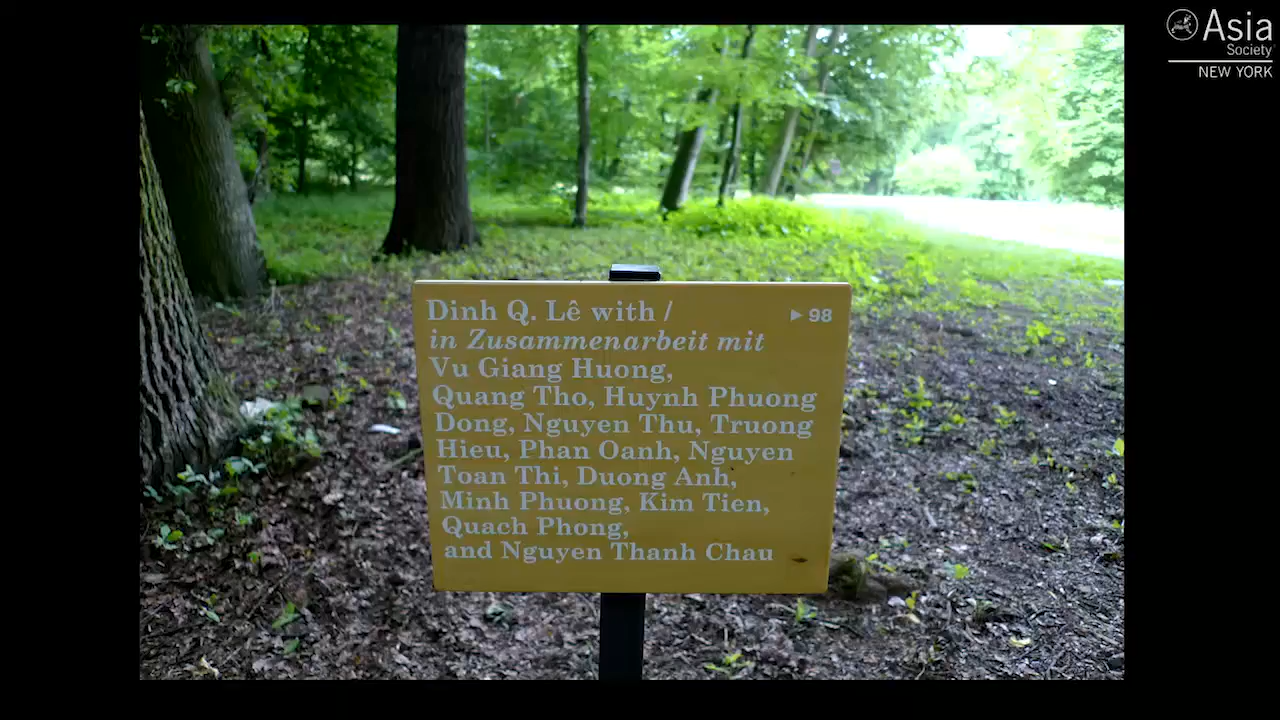 Asia
Society
NEW YORK
Dinh Q. Lê with / ▶ 98
in Zusammenarbeit mit
Vu Giang Huong,
Quang Tho, Huynh Phuong
Dong, Nguyen Thu, Truong
Hieu, Phan Oanh, Nguyen
Toan Thi, Duong Anh,
Minh Phuong, Kim Tien,
Quach Phong,
and Nguyen Thanh Chau